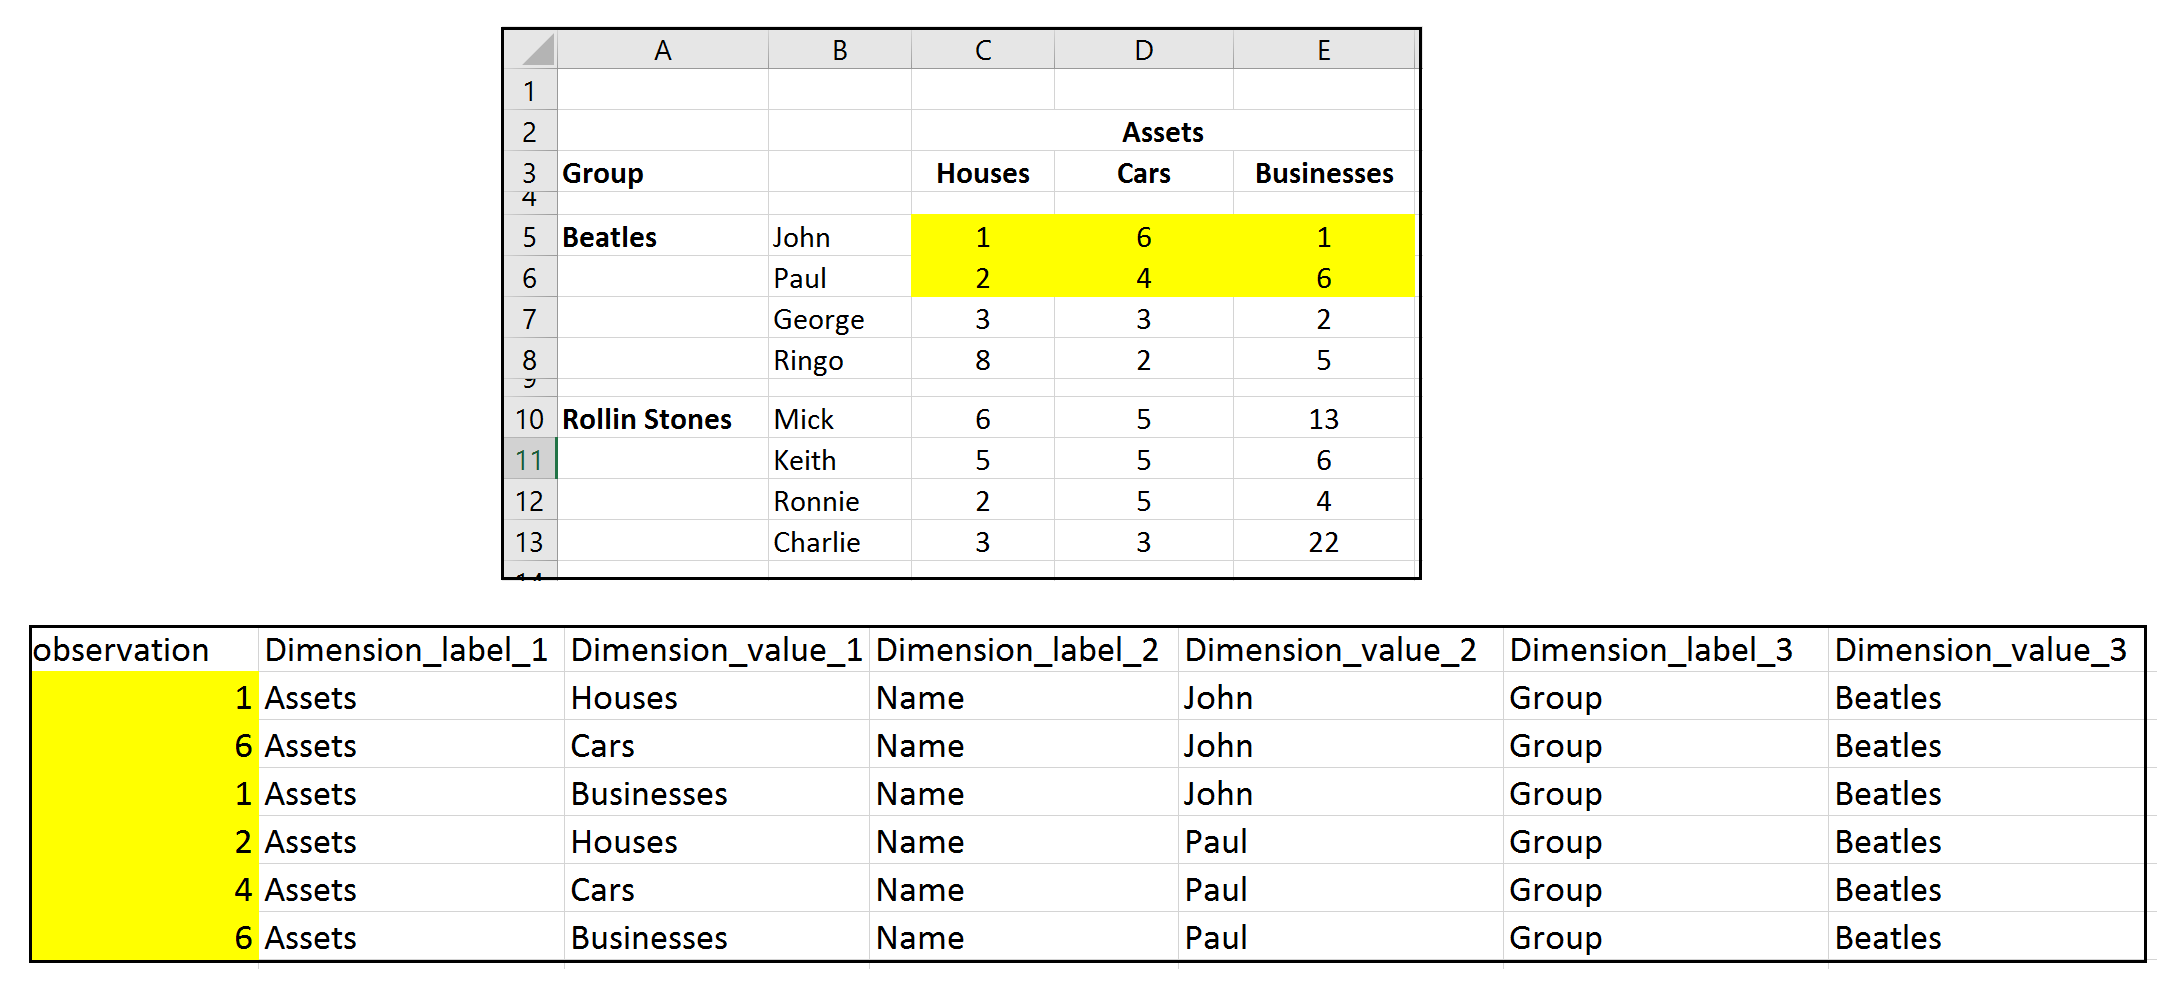 A B C D E
1
2 Assets
3 Group Houses Cars Businesses
4
5 Beatles John 1 6 1
6 Paul 2 4 6
7 George 3 3 2
8 Ringo 8 2 5
9
10 Rollin Stones Mick 6 5 13
11 Keith 5 5 6
12 Ronnie 2 5 4
13 Charlie 3 3 22
14
observation Dimension_label_1 Dimension_value_1 Dimension_label_2 Dimension_value_2 Dimension_label_3 Dimension_value_3
1 Assets Houses Name John Group Beatles
6 Assets Cars Name John Group Beatles
1 Assets Businesses Name John Group Beatles
2 Assets Houses Name Paul Group Beatles
4 Assets Cars Name Paul Group Beatles
6 Assets Businesses Name Paul Group Beatles